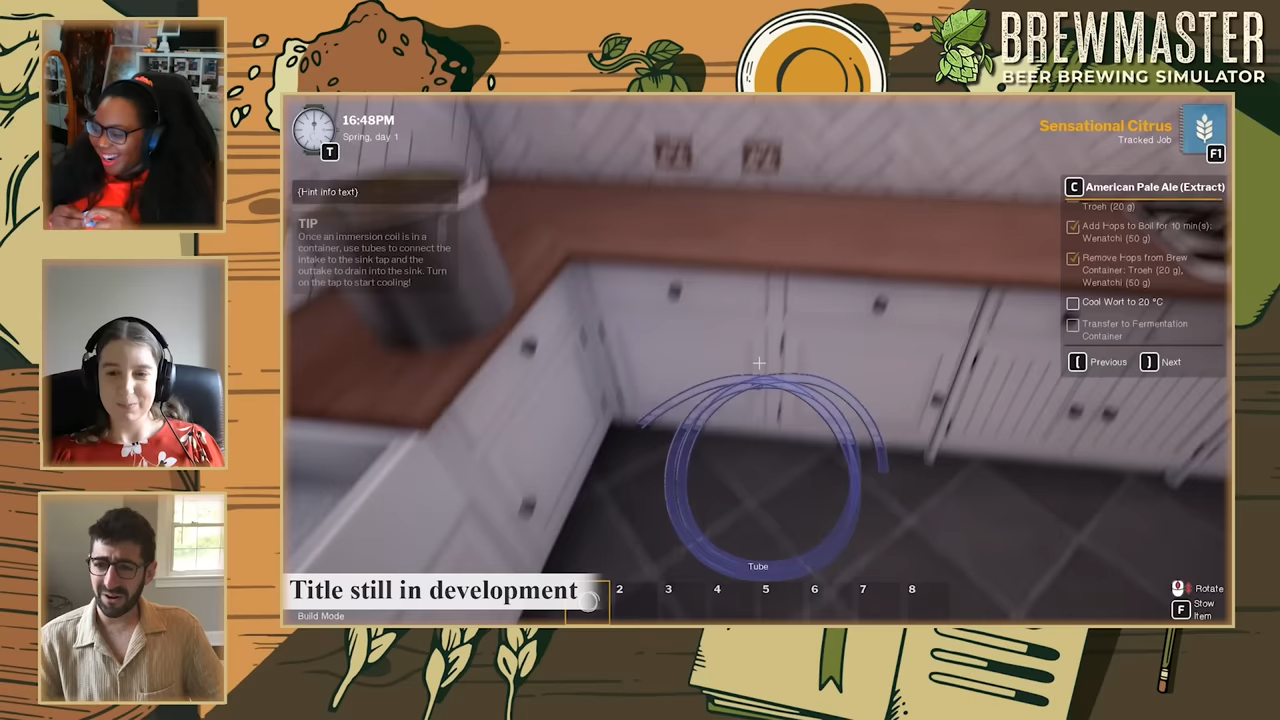 BREWMASTER
BEER BREWING SIMULATOR
16:48PM
Spring, day 1
T
Sensational Citrus
Tracked Job
F1
{Hint info text}
TIP
Once an immersion coil is in a
container, use tubes to connect the
intake to the sink tap and the
outtake to drain into the sink. Turn
on the tap to start cooling!
C American Pale Ale (Extract)
Troeh (20 g)
Add Hops to Boil for 10 min(s):
Wenatchi (50 g)
Remove Hops from Brew
Container: Troeh (20 g),
Wenatchi (50 g)
Cool Wort to 20 °C
Transfer to Fermentation
Container
[ Previous ] Next
Tube
Title still in development
2 3 4 5 6 7 8
Build Mode
Rotate
F Stow
Item